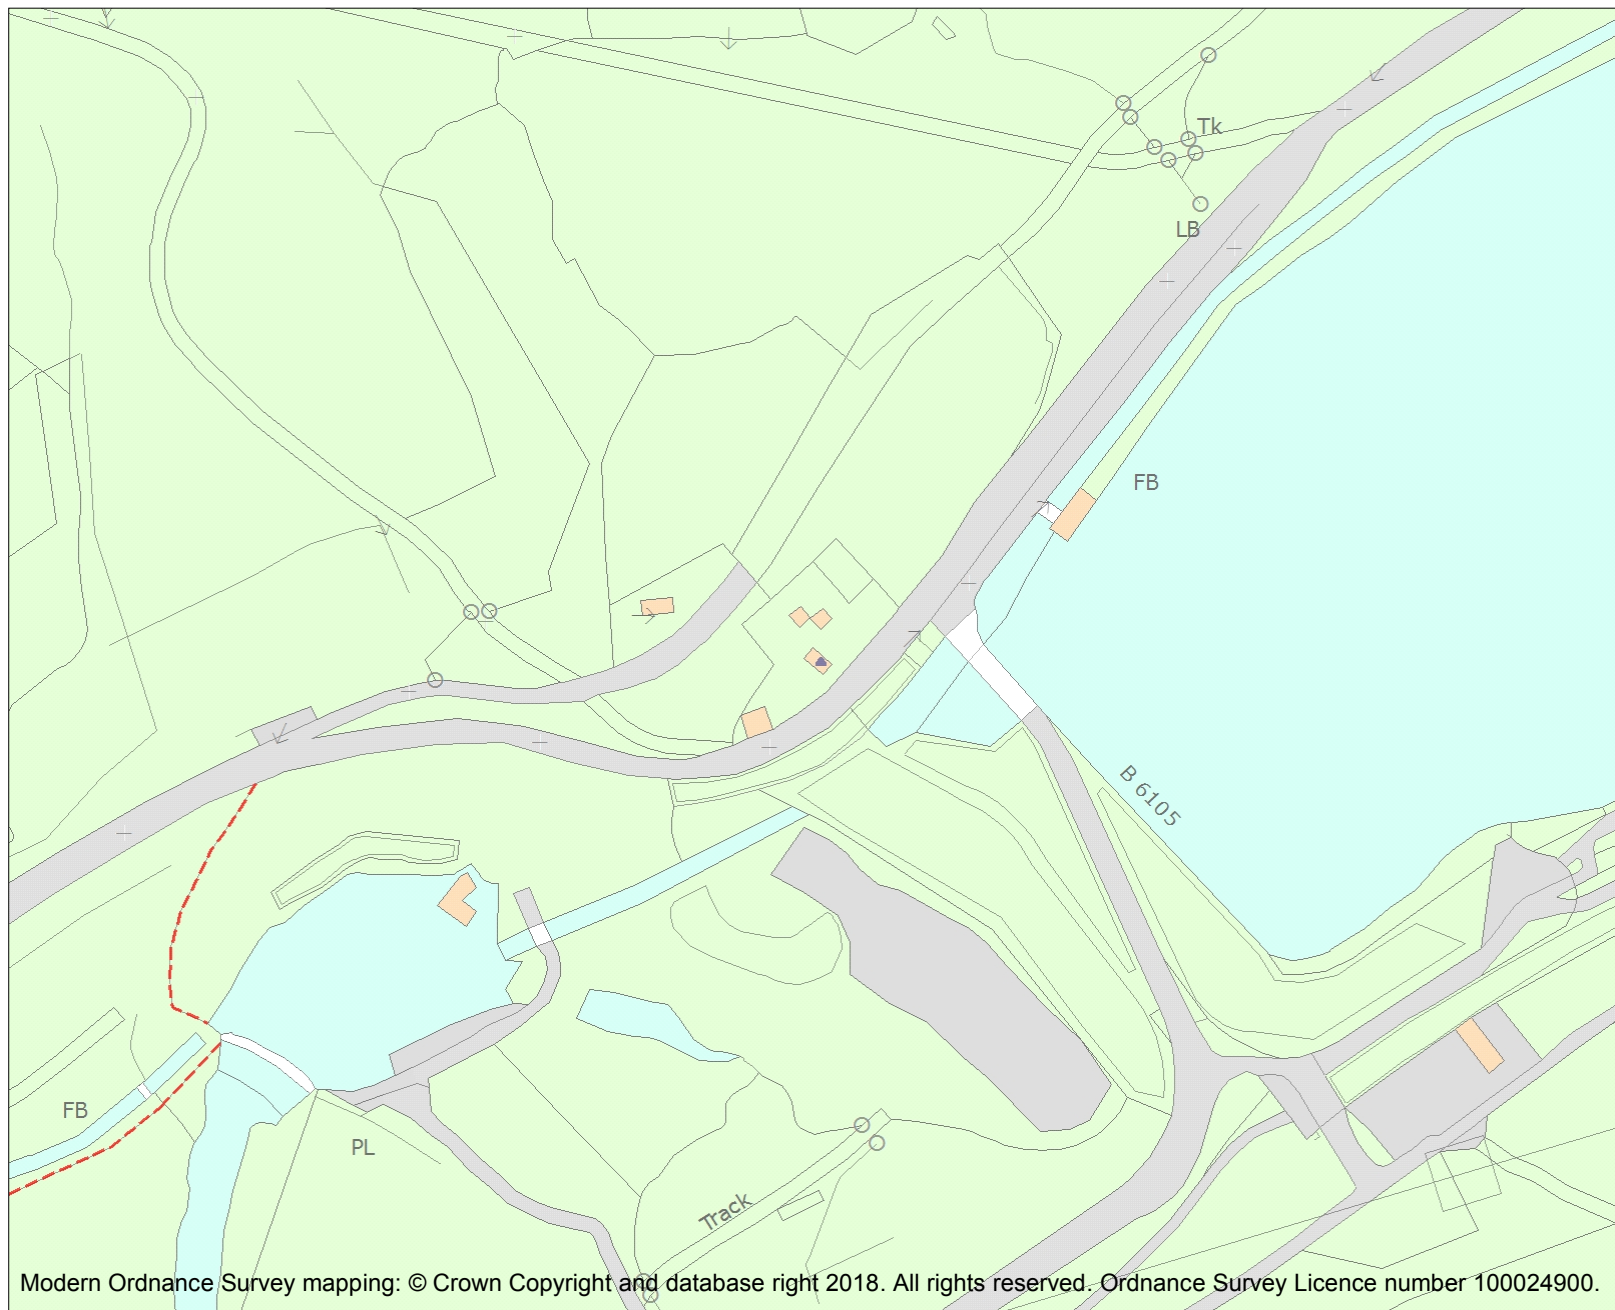 Tk
LB
FB
B 6105
FB
PL
Track
Modern Ordnance Survey mapping: © Crown Copyright and database right 2018. All rights reserved. Ordnance Survey Licence number 100024900.